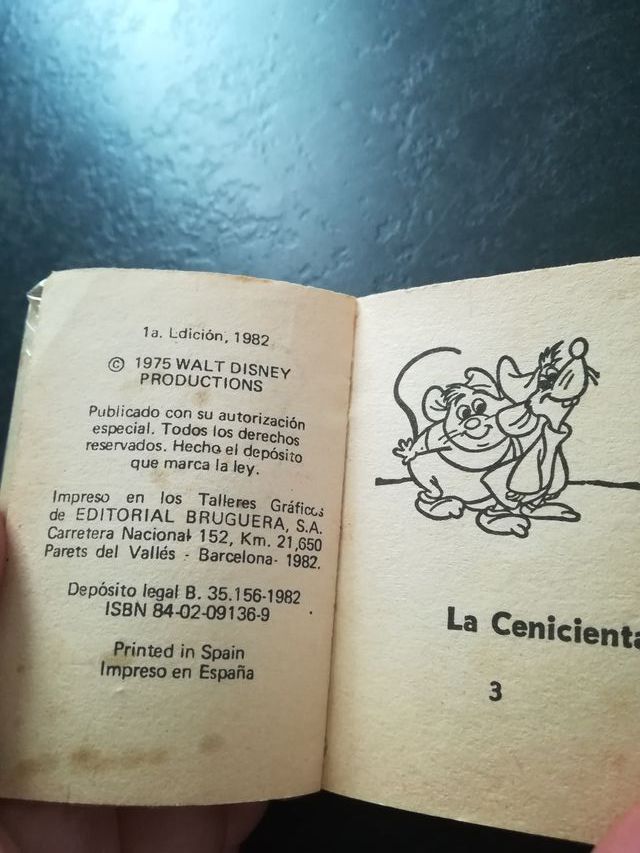 1a. Edición, 1982
© 1975 WALT DISNEY
PRODUCTIONS
Publicado con su autorización
especial. Todos los derechos
reservados. Hecho el depósito
que marca la ley.
Impreso en los Talleres Gráficos
de EDITORIAL BRUGUERA, S.A.
Carretera Nacional 152, Km. 21,650
Parets del Vallés - Barcelona- 1982.
Depósito legal B. 35.156-1982
ISBN 84-02-09136-9
Printed in Spain
Impreso en España
La Cenicienta
3